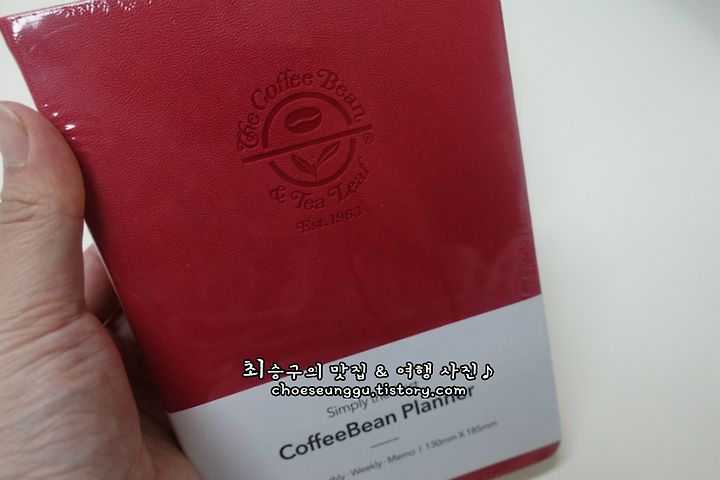 The Coffee Bean
®
& Tea Leaf
Est. 1963
최승구의 맛집 & 여행 사진♪
choeseunggu.tistory.com
Simply the
CoffeeBean Planner
Weekly · Memo | 130mm X 185mm